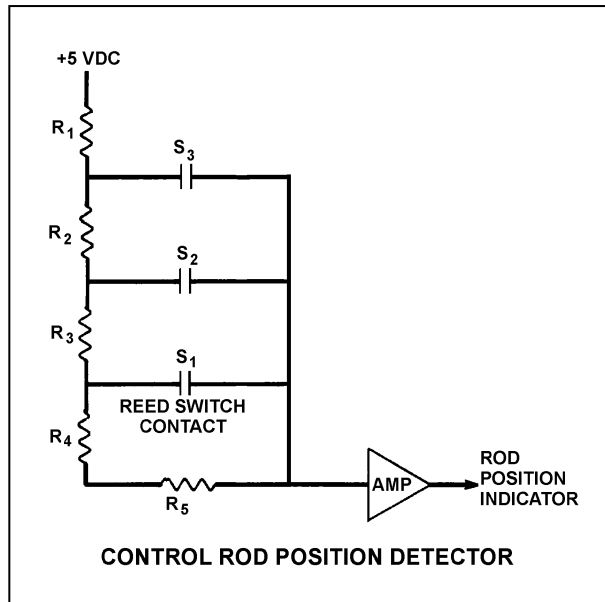 +5 VDC
R1
S3
R2
S2
R3
S1
REED SWITCH
CONTACT
R4
R5
AMP
ROD
POSITION
INDICATOR
CONTROL ROD POSITION DETECTOR